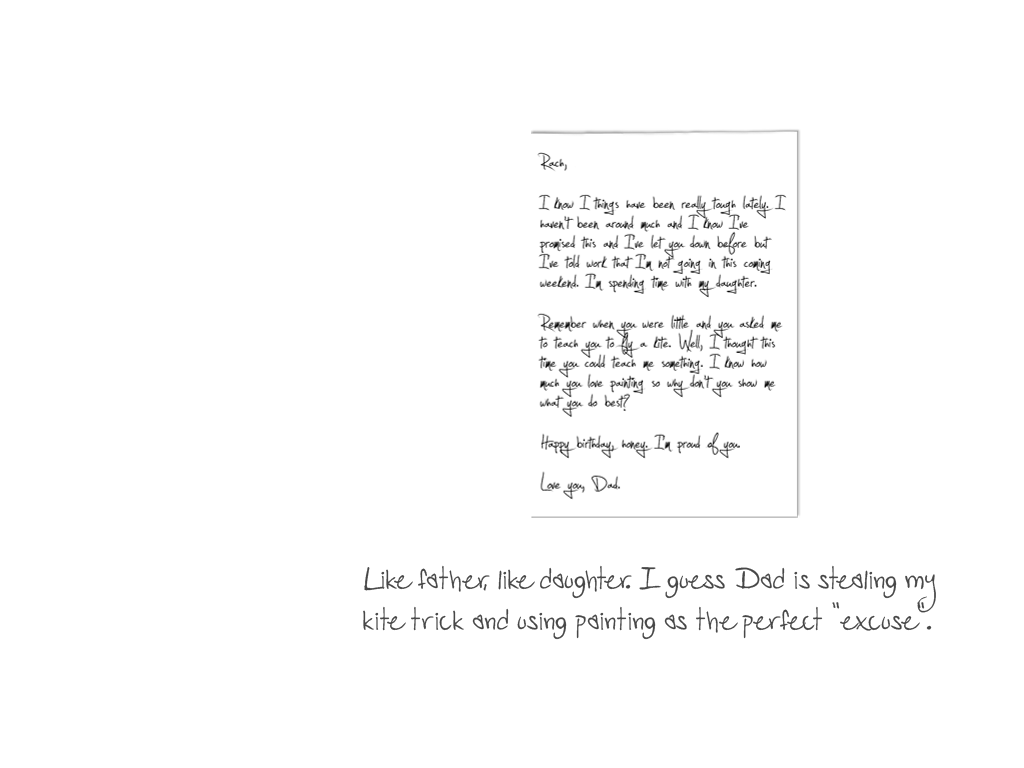 Rach,
I know I things have been really tough lately. I
haven't been around much and I know I've
promised this and I've let you down before but
I've told work that I'm not going in this coming
weekend. I'm spending time with my daughter.
Remember when you were little and you asked me
to teach you to fly a kite. Well, I thought this
time you could teach me something. I know how
much you love painting so why don't you show me
what you do best?
Happy birthday, honey. I'm proud of you.
Love you, Dad.
Like father, like daughter. I guess Dad is stealing my
kite trick and using painting as the perfect "excuse".